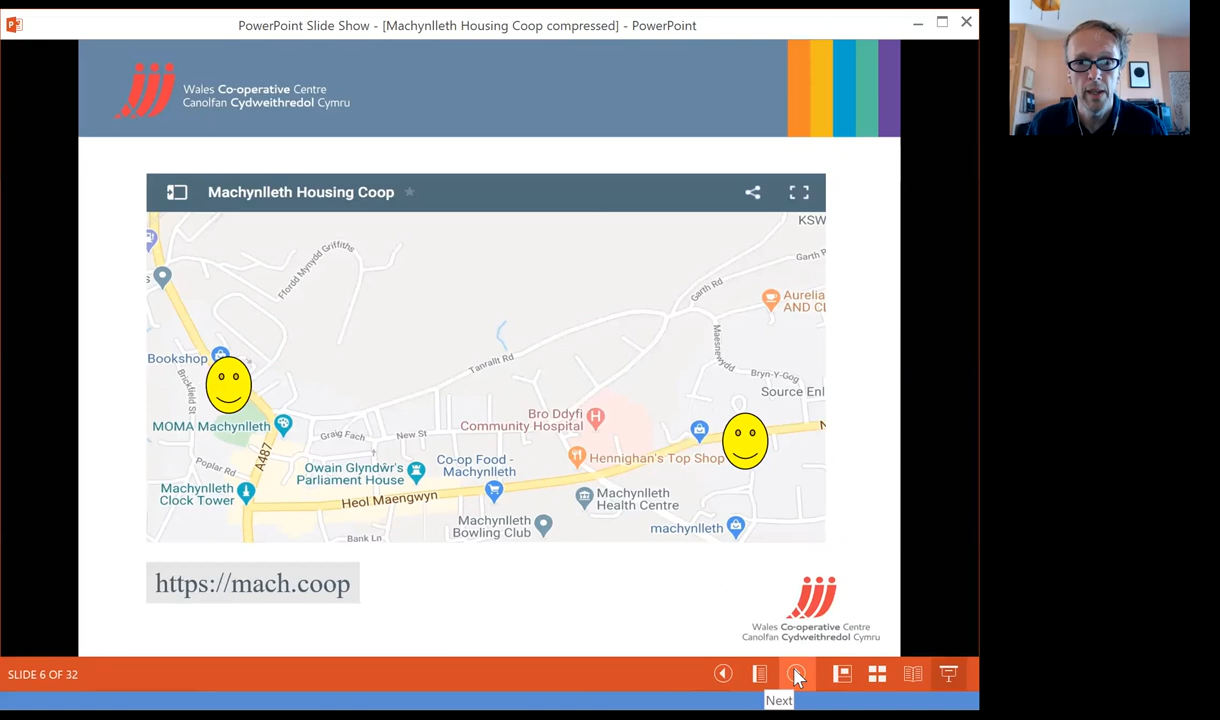 PowerPoint Slide Show - [Machynlleth Housing Coop compressed] - PowerPoint
Wales Co-operative Centre
Canolfan Cydweithredol Cymru
Machynlleth Housing Coop
KSW
Ffordd Mynydd Griffiths
Garth R
Garth Rd
Aurelia
AND CL
Bookshop
Maesnewydd
Tanrallt Rd
Brickfield St
Bryn-Y-Gog
Source Enl
Bro Ddyfi
Community Hospital
MOMA Machynlleth
Graig Fach
New St
Hennighan's Top Shop
A487
Poplar Rd
Owain Glyndŵr's
Parliament House
Co-op Food -
Machynlleth
Machynlleth
Clock Tower
Heol Maengwyn
Machynlleth
Health Centre
Machynlleth
Bowling Club
machynlleth
Bank Ln
https://mach.coop
Wales Co-operative Centre
Canolfan Cydweithredol Cymru
SLIDE 6 OF 32
Next